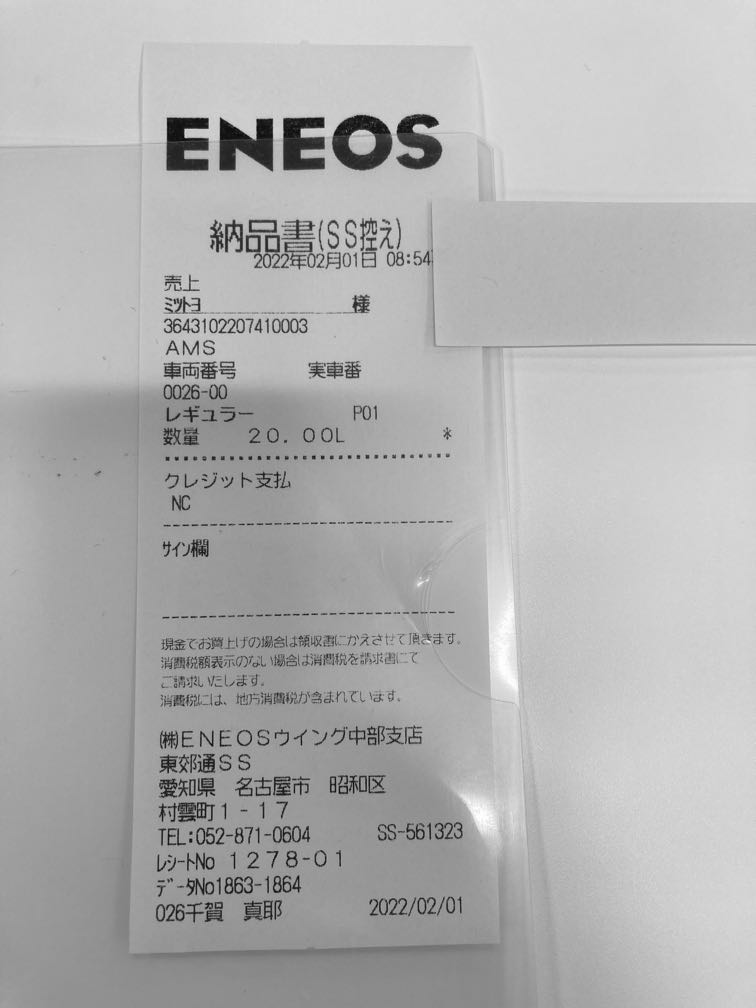 ENEOS
納品書(SS控え)
2022年02月01日 08:54
売上
ﾐﾂﾄﾖ 様
3643102207410003
AMS
車両番号 実車番
0026-00
レギュラー P01
数量 20.00L *
クレジット支払
NC
ｻｲﾝ欄
現金でお買上げの場合は領収書にかえさせて頂きます。
消費税額表示のない場合は消費税を請求書にて
ご請求いたします。
消費税には、地方消費税が含まれています。
㈱ENEOSウイング中部支店
東郊通SS
愛知県 名古屋市 昭和区
村雲町1-17
TEL:052-871-0604 SS-561323
ﾚｼｰﾄNo 1278-01
ﾃﾞｰﾀNo1863-1864
026千賀 真耶 2022/02/01